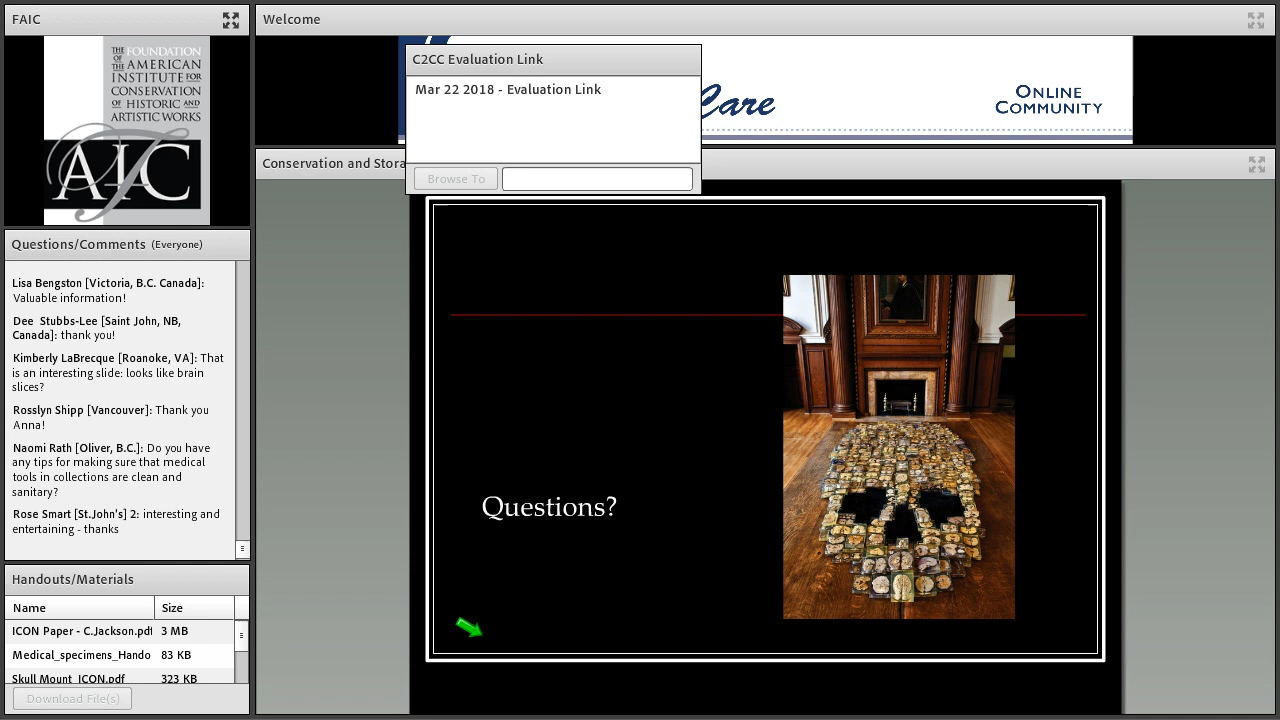 FAIC
THE FOUNDATION
OF THE
AMERICAN
INSTITUTE FOR
CONSERVATION
OF HISTORIC AND
ARTISTIC WORKS
AIC
F
Questions/Comments (Everyone)
Lisa Bengston [Victoria, B.C. Canada]:
Valuable information!
Dee Stubbs-Lee [Saint John, NB,
Canada]: thank you!
Kimberly LaBrecque [Roanoke, VA]: That
is an interesting slide: looks like brain
slices?
Rosslyn Shipp [Vancouver]: Thank you
Anna!
Naomi Rath [Oliver, B.C.]: Do you have
any tips for making sure that medical
tools in collections are clean and
sanitary?
Rose Smart [St.John's] 2: interesting and
entertaining - thanks
Handouts/Materials
Name Size
ICON Paper - C.Jackson.pdf 3 MB
Medical_specimens_Hando 83 KB
Skull Mount_ICON.pdf 323 KB
Download File(s)
Welcome
C2CC Evaluation Link
Mar 22 2018 - Evaluation Link
Browse To
Care
ONLINE
COMMUNITY
Conservation and Stora
Questions?